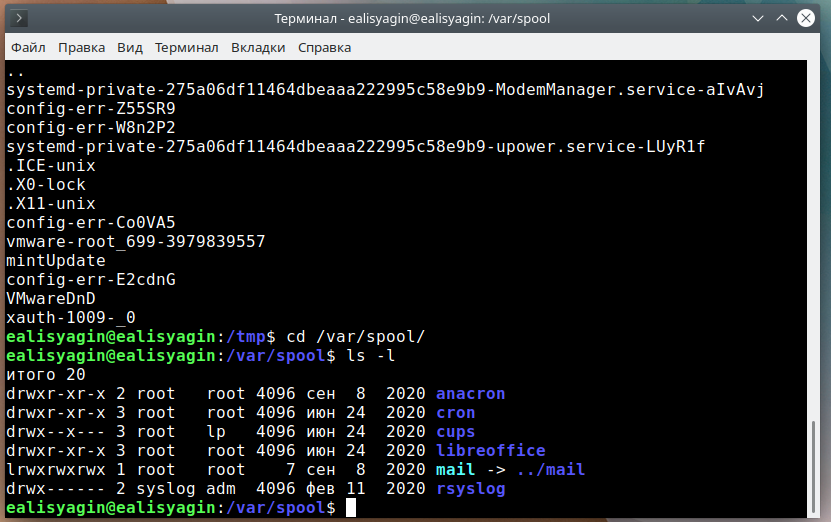 Терминал - ealisyagin@ealisyagin: /var/spool
Файл Правка Вид Терминал Вкладки Справка
..
systemd-private-275a06df11464dbeaaa222995c58e9b9-ModemManager.service-aIvAvj
config-err-Z55SR9
config-err-W8n2P2
systemd-private-275a06df11464dbeaaa222995c58e9b9-upower.service-LUyR1f
.ICE-unix
.X0-lock
.X11-unix
config-err-Co0VA5
vmware-root_699-3979839557
mintUpdate
config-err-E2cdnG
VMwareDnD
xauth-1009-_0
ealisyagin@ealisyagin:/tmp$ cd /var/spool/
ealisyagin@ealisyagin:/var/spool$ ls -l
итого 20
drwxr-xr-x 2 root   root 4096 сен  8  2020 anacron
drwxr-xr-x 3 root   root 4096 июн 24  2020 cron
drwx--x--- 3 root   lp   4096 июн 24  2020 cups
drwxr-xr-x 3 root   root 4096 июн 24  2020 libreoffice
lrwxrwxrwx 1 root   root    7 сен  8  2020 mail -> ../mail
drwx------ 2 syslog adm  4096 фев 11  2020 rsyslog
ealisyagin@ealisyagin:/var/spool$